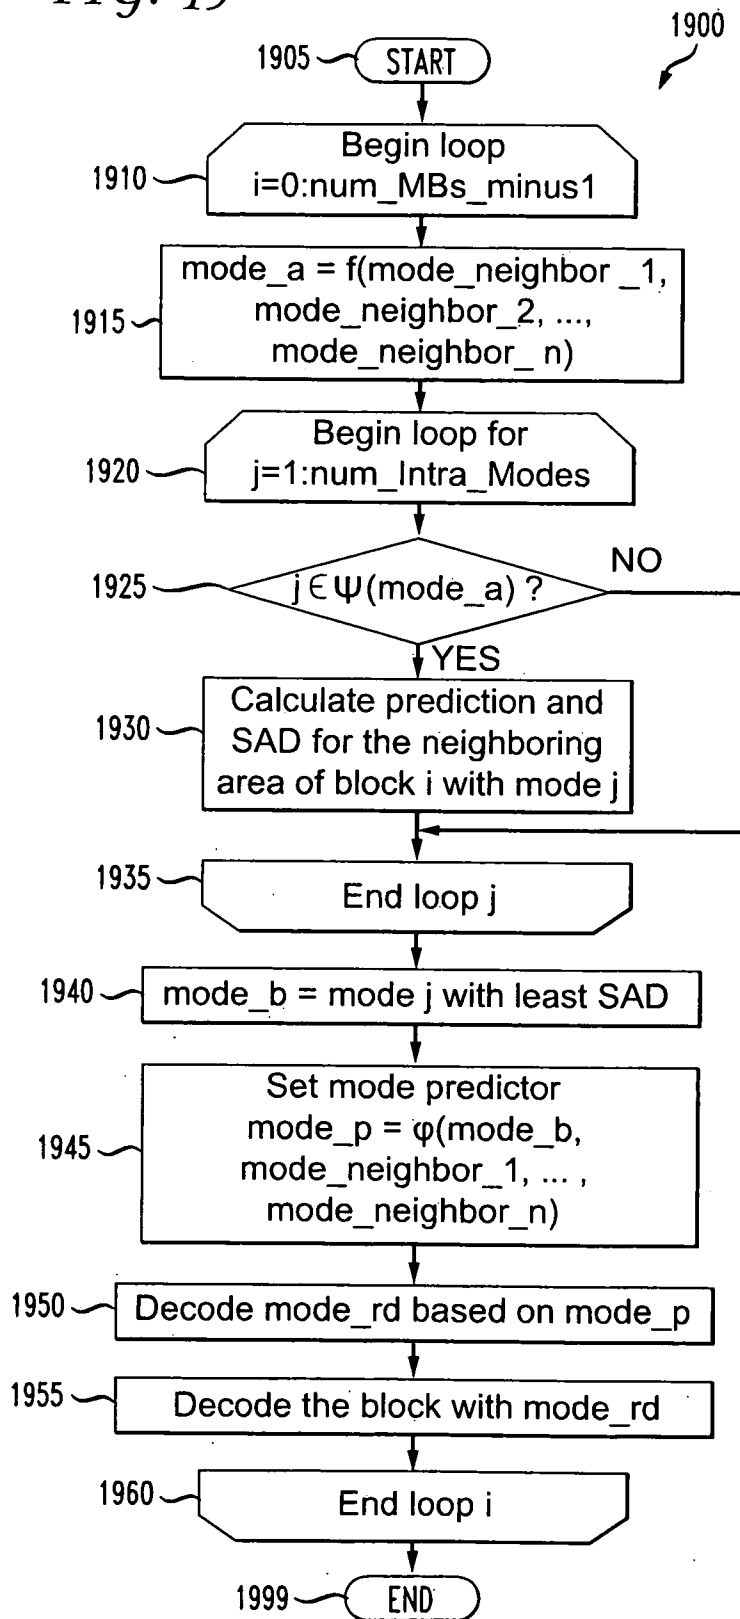 1900
1905 START
1910 Begin loop
i=0:num_MBs_minus1
1915 mode_a = f(mode_neighbor _1,
mode_neighbor_2, ...,
mode_neighbor_ n)
1920 Begin loop for
j=1:num_Intra_Modes
1925 j ∈ Ψ(mode_a) ?
NO
YES
1930 Calculate prediction and
SAD for the neighboring
area of block i with mode j
1935 End loop j
1940 mode_b = mode j with least SAD
1945 Set mode predictor
mode_p = φ(mode_b,
mode_neighbor_1, ... ,
mode_neighbor_n)
1950 Decode mode_rd based on mode_p
1955 Decode the block with mode_rd
1960 End loop i
1999 END